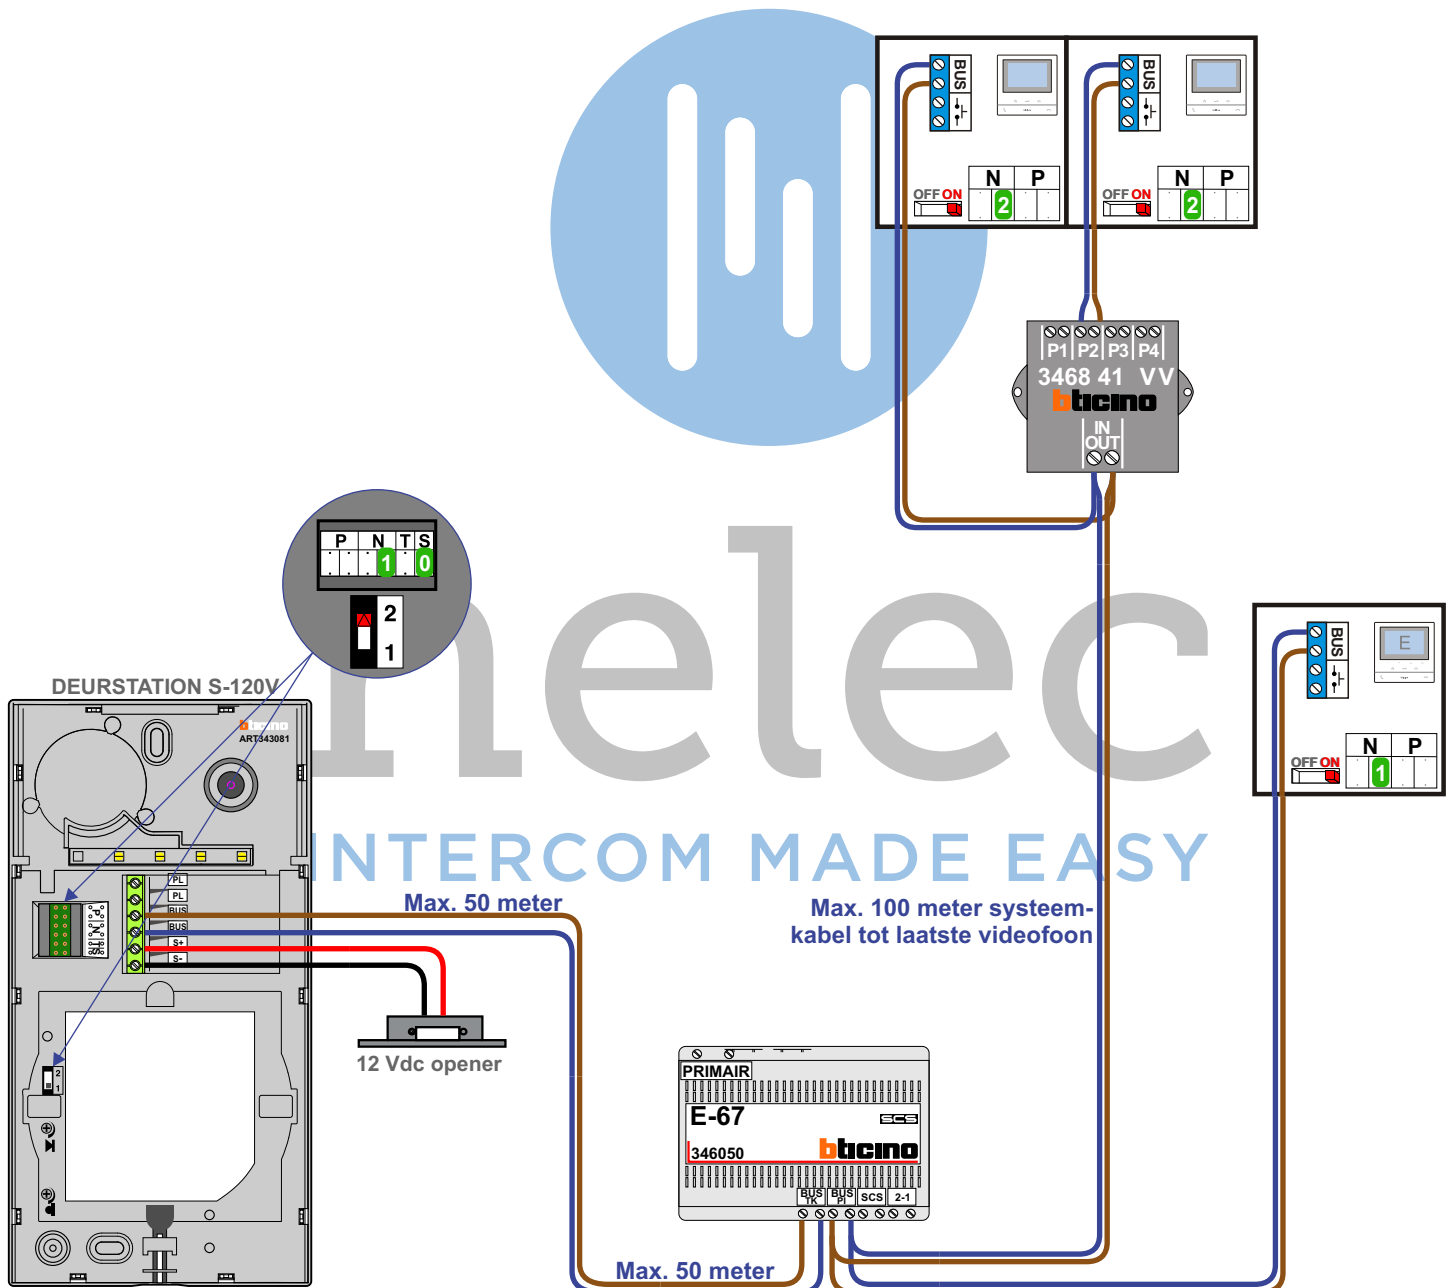 BUS
BUS
N P
OFF ON
2
N P
OFF ON
2
P1 P2 P3 P4
3468 41 VV
bticino
IN
OUT
P N T S
1 0
2
1
nelec
INTERCOM MADE EASY
DEURSTATION S-120V
bticino
ART343081
PL
PL
BUS
BUS
S+
S-
P N T S
2
1
Max. 50 meter
Max. 100 meter systeem-
kabel tot laatste videofoon
12 Vdc opener
BUS
E
N P
OFF ON
1
PRIMAIR
E-67
SCS
346050
bticino
BUS TK BUS PI SCS 2-1
Max. 50 meter